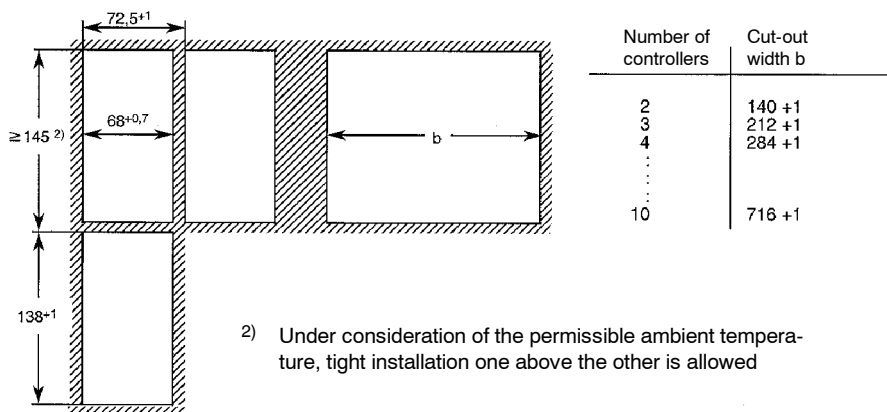 72,5+1
Number of controllers
Cut-out width b
≥ 145 2)
68+0,7
b
2 140 +1
3 212 +1
4 284 +1
10 716 +1
138+1
2) Under consideration of the permissible ambient tempera-
ture, tight installation one above the other is allowed